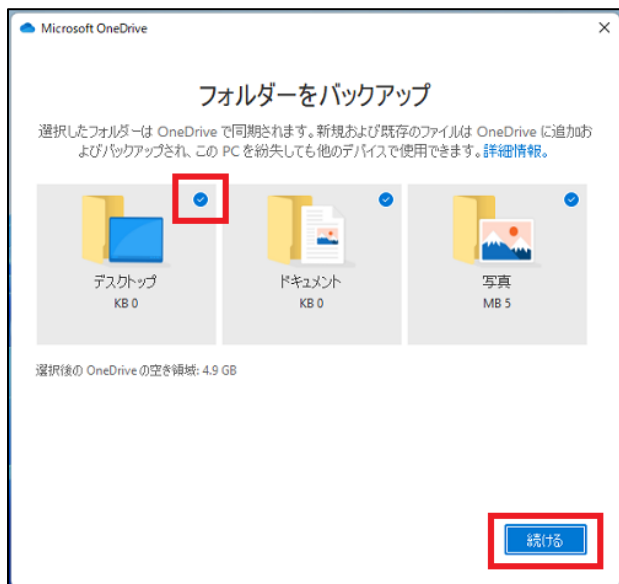 Microsoft OneDrive
フォルダーをバックアップ
選択したフォルダーは OneDrive で同期されます。新規および既存のファイルは OneDrive に追加お
よびバックアップされ、この PC を紛失しても他のデバイスで使用できます。詳細情報。
デスクトップ
KB 0
ドキュメント
KB 0
写真
MB 5
選択後の OneDrive の空き領域: 4.9 GB
続ける